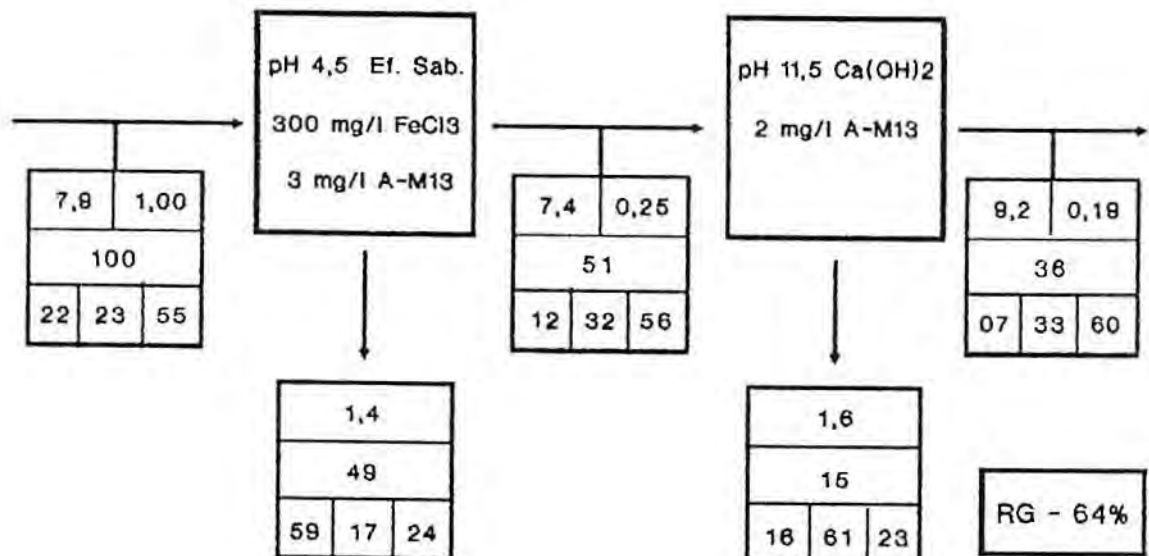 pH 4,5 Ef. Sab.
300 mg/l FeCl3
3 mg/l A-M13
pH 11,5 Ca(OH)2
2 mg/l A-M13
7,9 1,00
100
22 23 55
7,4 0,25
51
12 32 56
9,2 0,19
36
07 33 60
1,4
49
59 17 24
1,6
15
16 61 23
RG - 64%